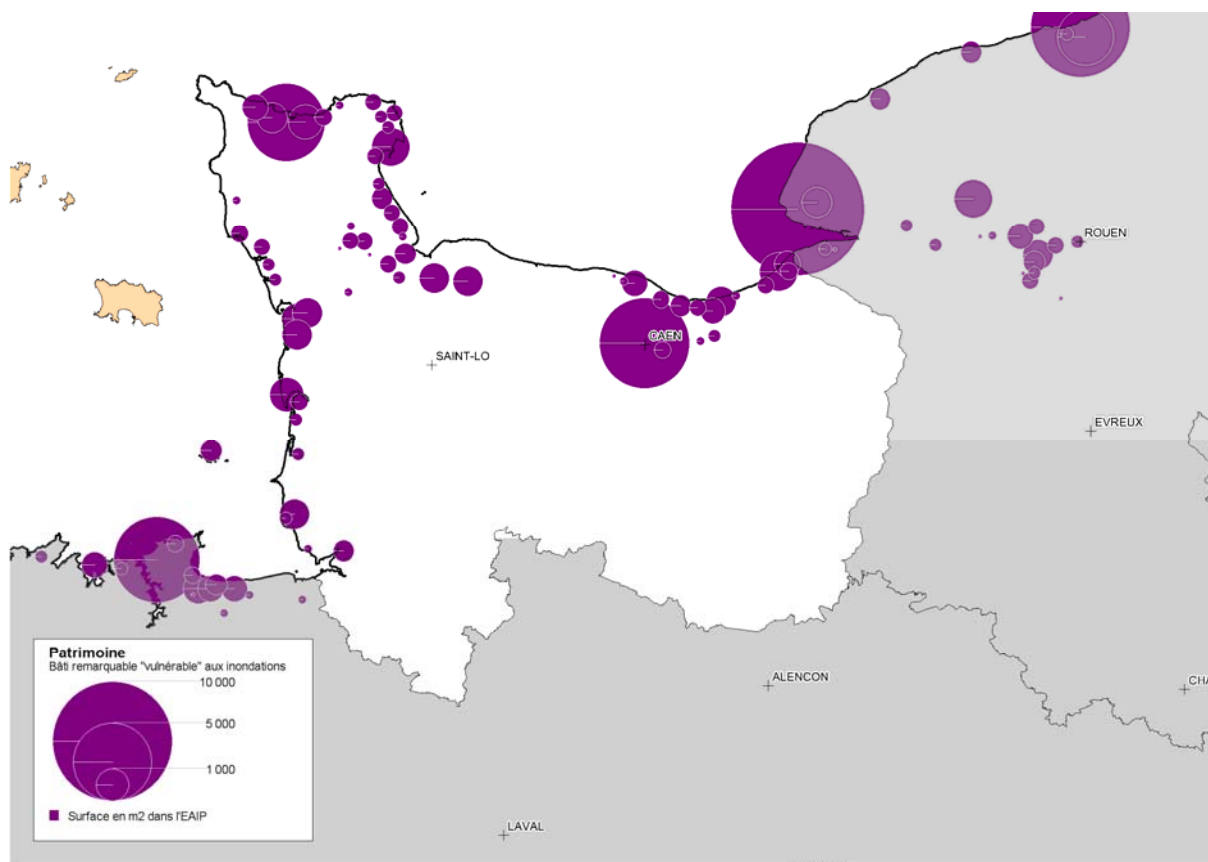 ROUEN
CAEN
SAINT-LO
EVREUX
Patrimoine
Bâti remarquable "vulnérable" aux inondations
10 000
5 000
1 000
Surface en m2 dans l'EAIP
ALENCON
CHA
LAVAL